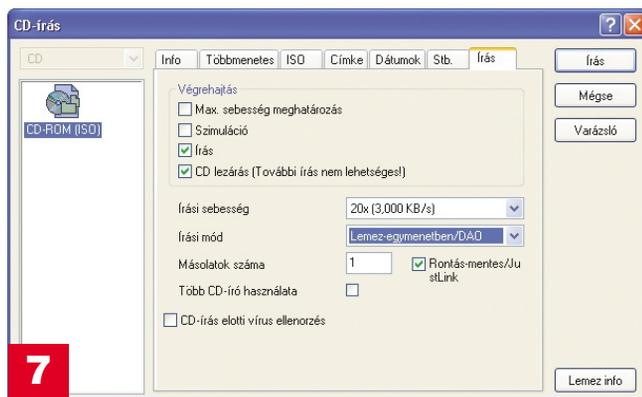 CD-írás
CD
Info Többmenetes ISO Címke Dátumok Stb. Írás
Írás
Mégse
Varázsló
CD-ROM (ISO)
Végrehajtás
Max. sebesség meghatározás
Szimuláció
Írás
CD lezárás (További írás nem lehetséges!)
Írási sebesség 20x (3,000 KB/s)
Írási mód Lemez-egymenetben/DAO
Másolatok száma 1 Rontás-mentes/Ju
stLink
Több CD-író használata
CD-írás elotti vírus ellenorzés
Lemez info
7